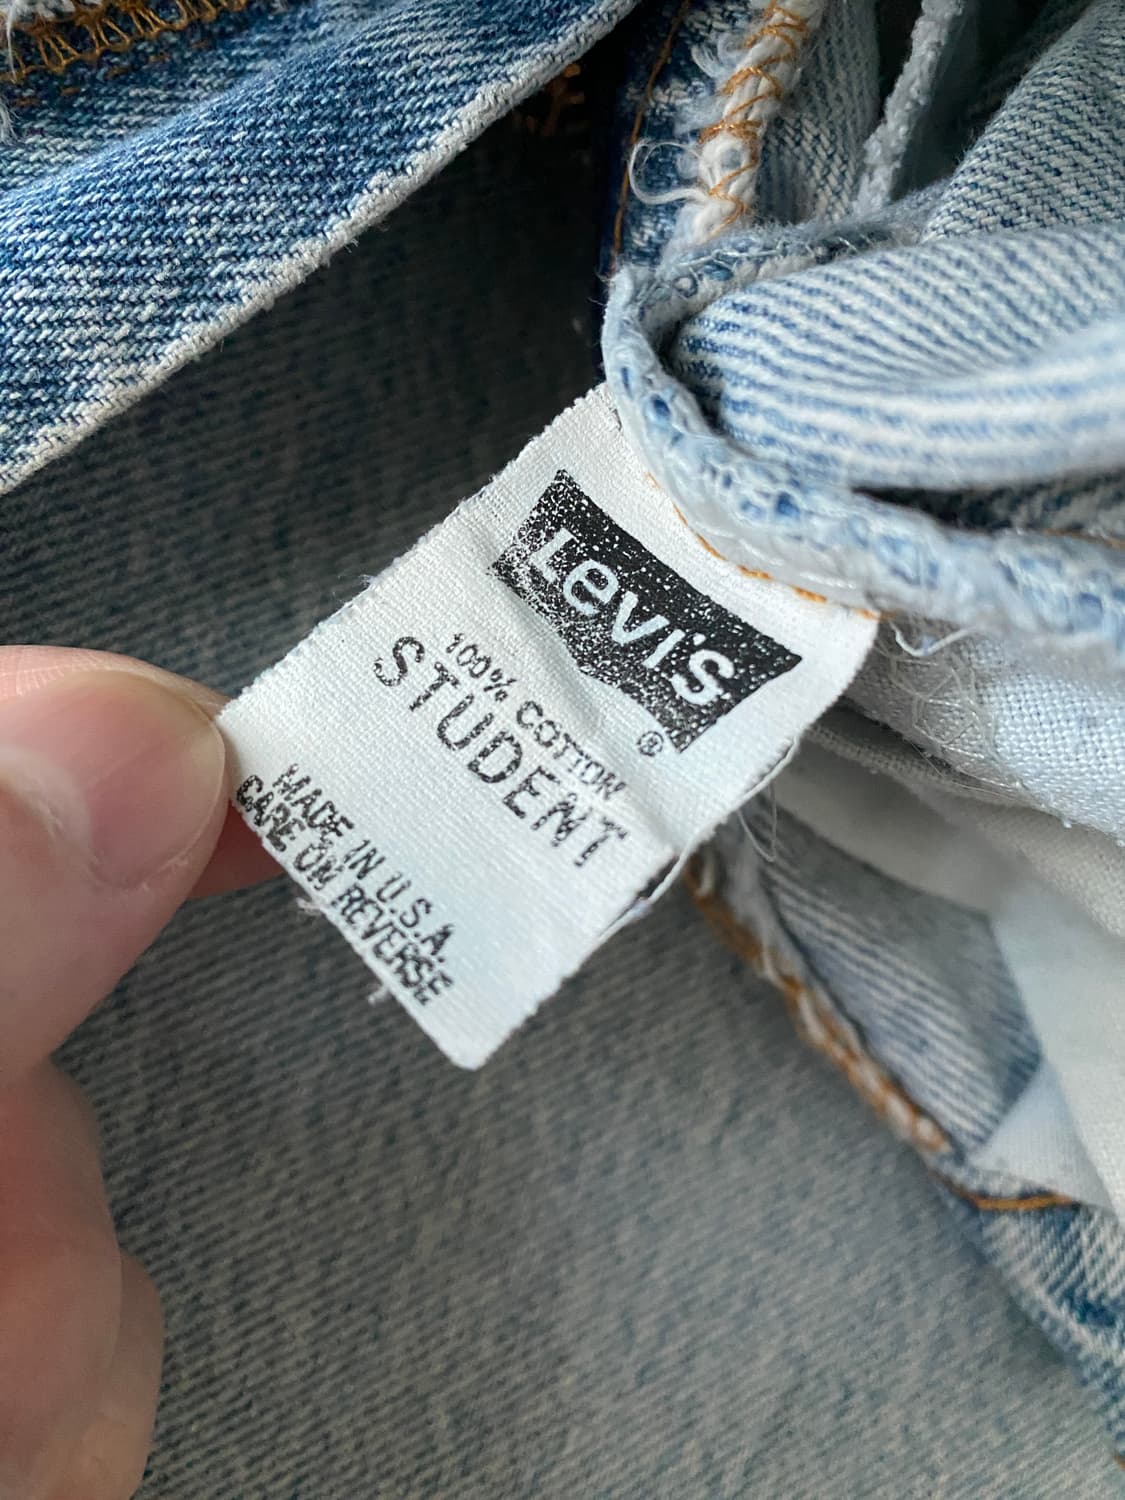 Levi's
®
100% COTTON
STUDENT
MADE IN U.S.A.
CARE ON REVERSE